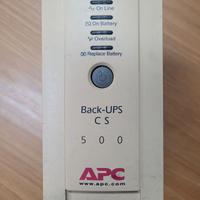 On Line
On Battery
Overload
Replace Battery
Back-UPS
CS
500
APC
www.apc.com